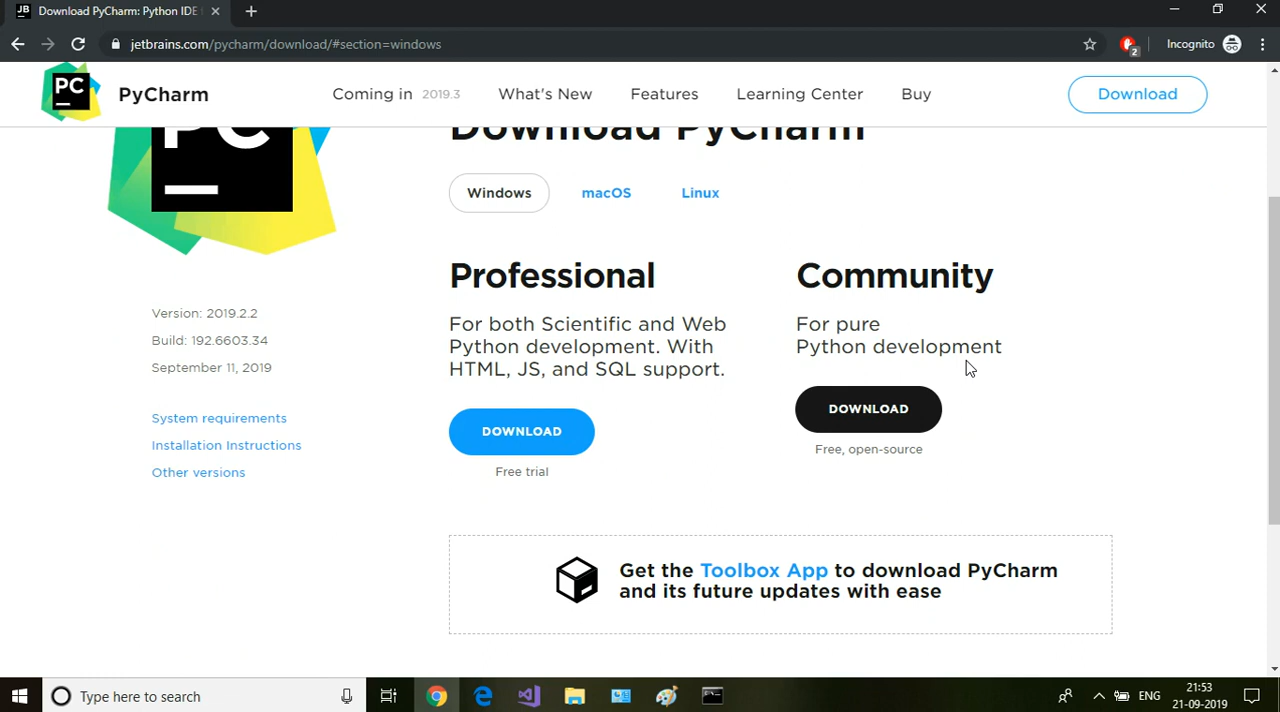 JB
Download PyCharm: Python IDE
jetbrains.com/pycharm/download/#section=windows
2
Incognito
PC
PyCharm
Coming in 2019.3
What's New
Features
Learning Center
Buy
Download
PC
Download PyCharm
Windows
macOS
Linux
Professional
For both Scientific and Web
Python development. With
HTML, JS, and SQL support.
DOWNLOAD
Free trial
Community
For pure
Python development
DOWNLOAD
Free, open-source
Version: 2019.2.2
Build: 192.6603.34
September 11, 2019
System requirements
Installation Instructions
Other versions
Get the Toolbox App to download PyCharm
and its future updates with ease
Type here to search
ENG
21:53
21-09-2019